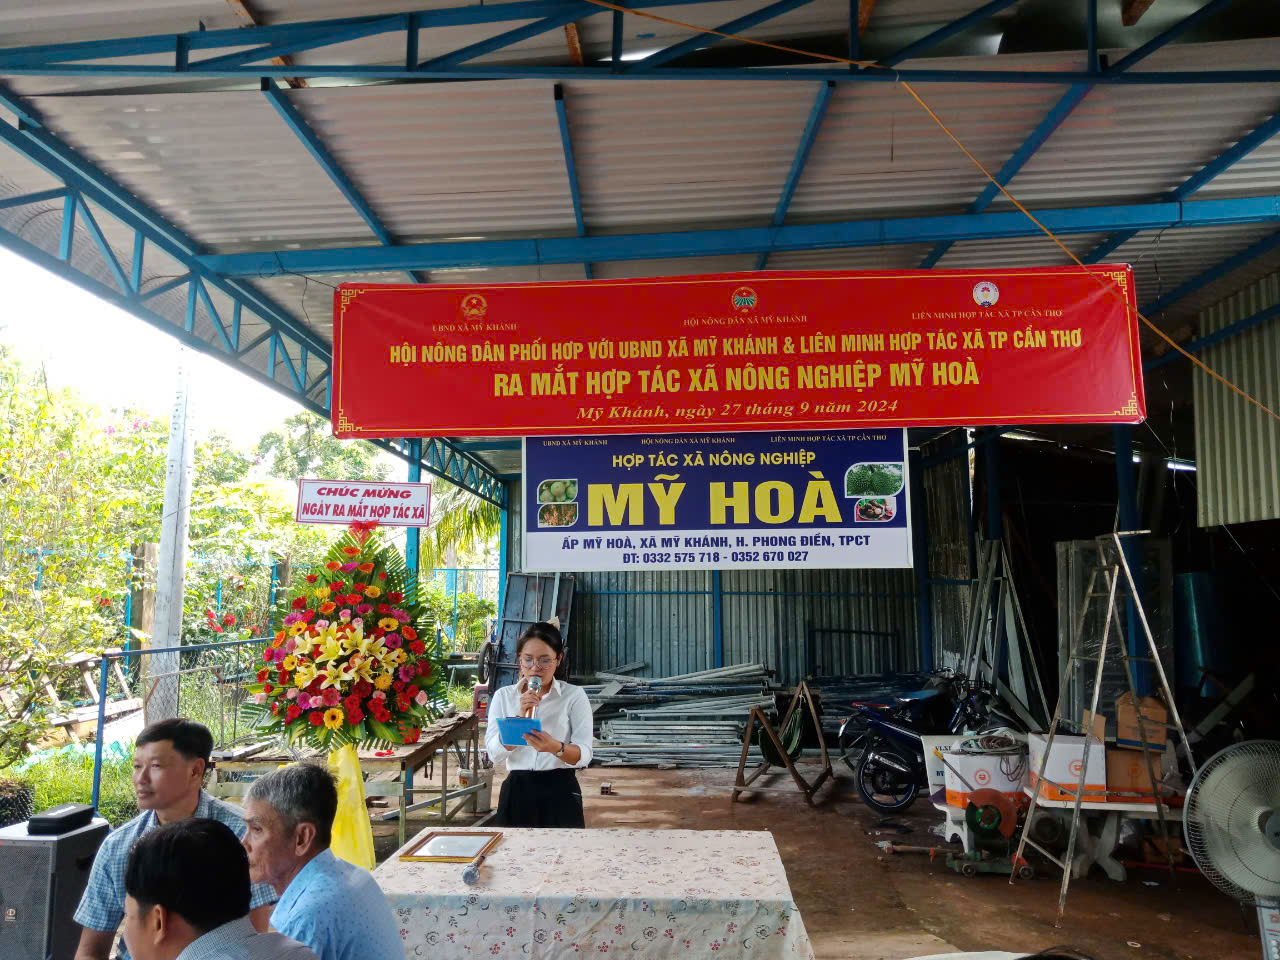 UBND XÃ MỸ KHÁNH
HỘI NÔNG DÂN XÃ MỸ KHÁNH
LIÊN MINH HỢP TÁC XÃ TP CẦN THƠ
HỘI NÔNG DÂN PHỐI HƠP VỚI UBND XÃ MỸ KHÁNH & LIÊN MINH HỢP TÁC XÃ TP CẦN THƠ
RA MẮT HỢP TÁC XÃ NÔNG NGHIỆP MỸ HOÀ
Mỹ Khánh, ngày 27 tháng 9 năm 2024
UBND XÃ MỸ KHÁNH
HỘI NÔNG DÂN XÃ MỸ KHÁNH
LIÊN MINH HỢP TÁC XÃ TP CẦN THƠ
HỢP TÁC XÃ NÔNG NGHIỆP
MỸ HOÀ
ẤP MỸ HOÀ, XÃ MỸ KHÁNH, H. PHONG ĐIỀN, TPCT
ĐT: 0332 575 718 - 0352 670 027
CHÚC MỪNG
NGÀY RA MẮT HỢP TÁC XÃ